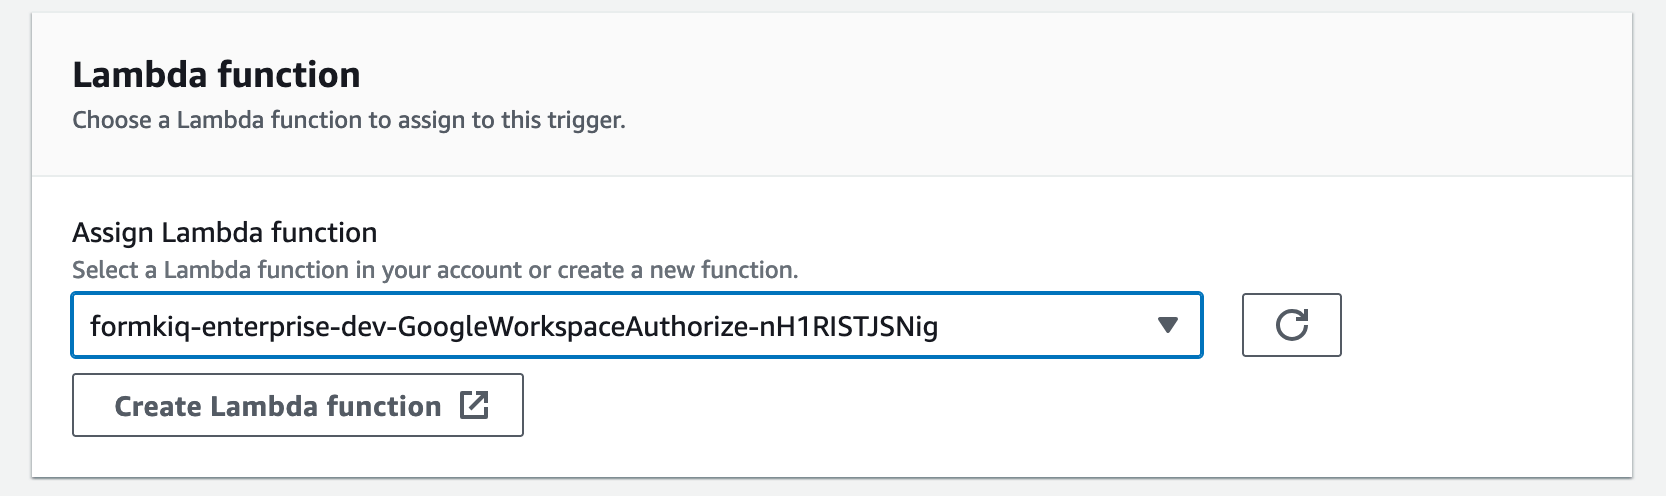 Lambda function
Choose a Lambda function to assign to this trigger.
Assign Lambda function
Select a Lambda function in your account or create a new function.
formkiq-enterprise-dev-GoogleWorkspaceAuthorize-nH1RISTJSNig
Create Lambda function